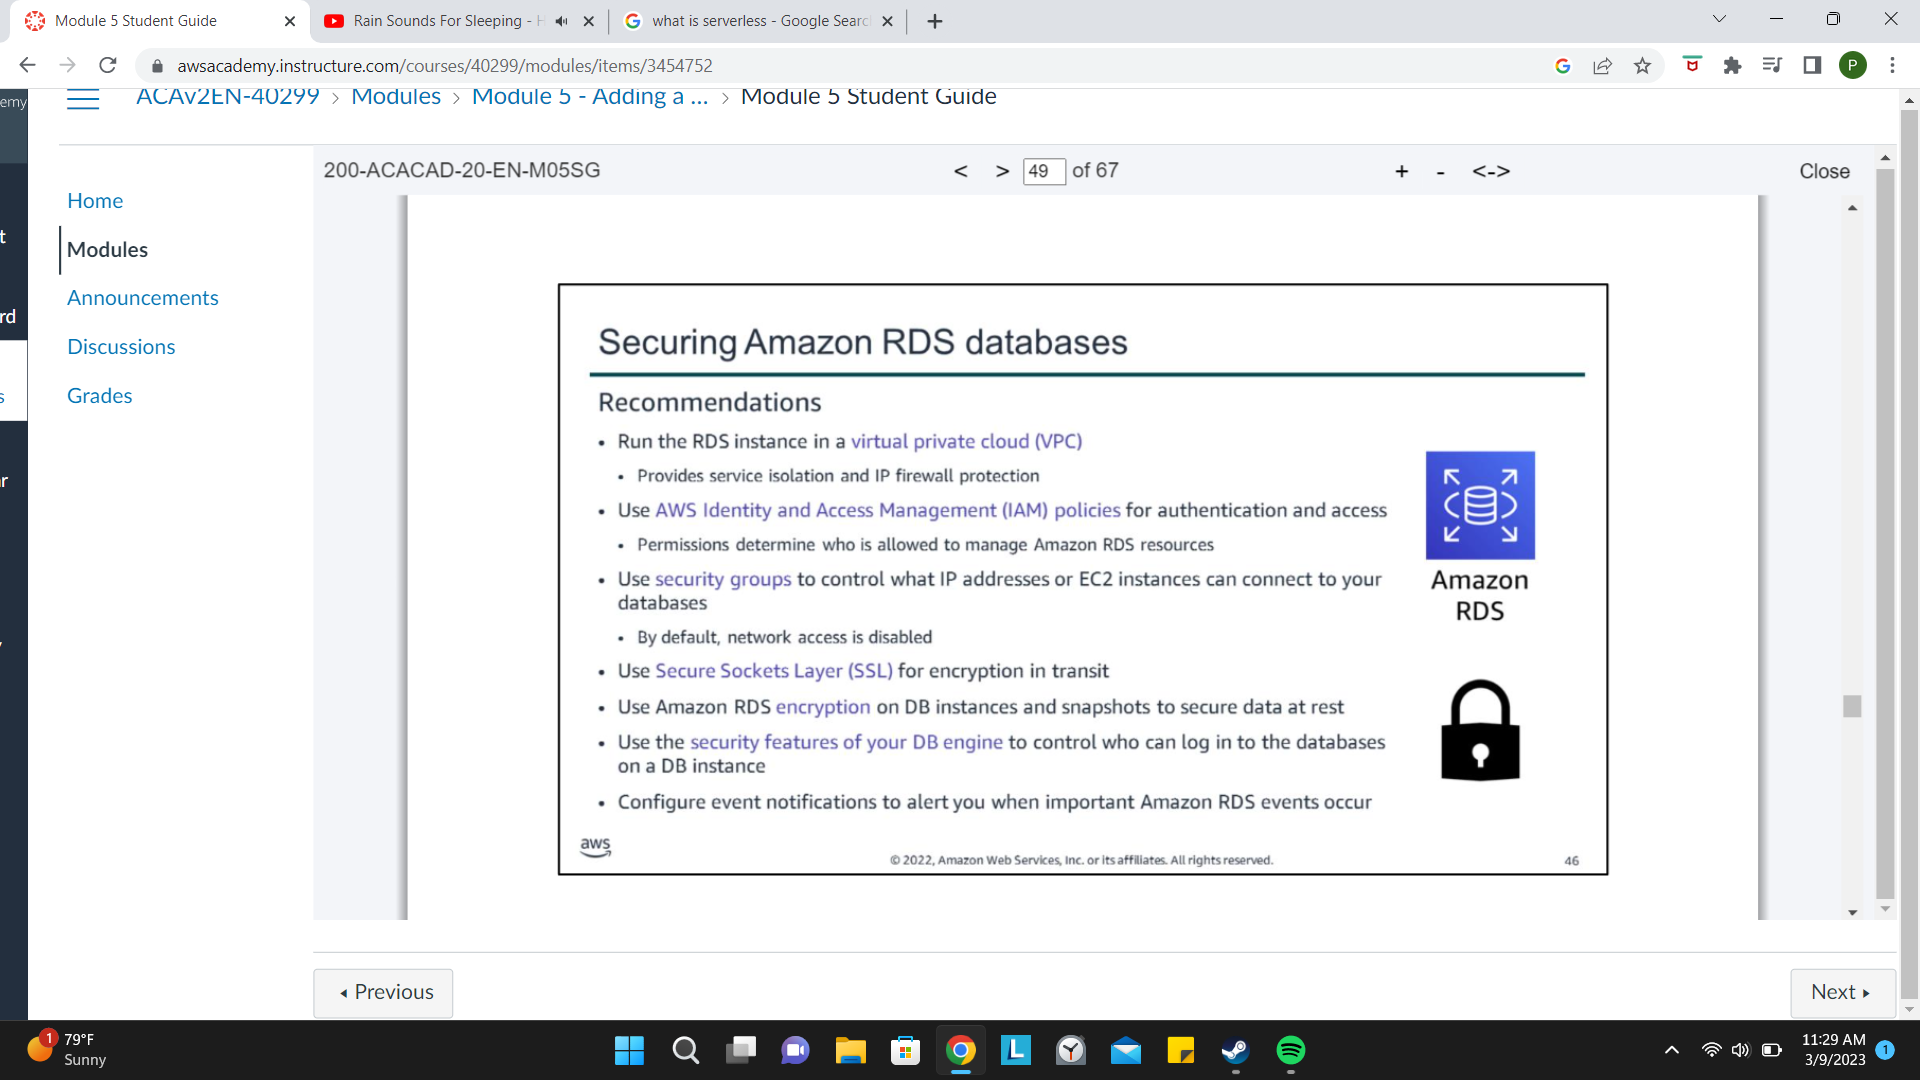 Module 5 Student Guide
Rain Sounds For Sleeping - H
what is serverless - Google Searc
awsacademy.instructure.com/courses/40299/modules/items/3454752
P
emy
ACAv2EN-40299 > Modules > Module 5 - Adding a ... > Module 5 Student Guide
200-ACACAD-20-EN-M05SG
< > 49 of 67
+ - <->
Close
Home
t
Modules
Announcements
rd
Discussions
s
Grades
r
Securing Amazon RDS databases
Recommendations
• Run the RDS instance in a virtual private cloud (VPC)
• Provides service isolation and IP firewall protection
• Use AWS Identity and Access Management (IAM) policies for authentication and access
• Permissions determine who is allowed to manage Amazon RDS resources
• Use security groups to control what IP addresses or EC2 instances can connect to your
databases
• By default, network access is disabled
• Use Secure Sockets Layer (SSL) for encryption in transit
• Use Amazon RDS encryption on DB instances and snapshots to secure data at rest
• Use the security features of your DB engine to control who can log in to the databases
on a DB instance
• Configure event notifications to alert you when important Amazon RDS events occur
Amazon
RDS
aws
© 2022, Amazon Web Services, Inc. or its affiliates. All rights reserved.
46
Previous
Next
1
79°F
Sunny
L
11:29 AM
3/9/2023
1